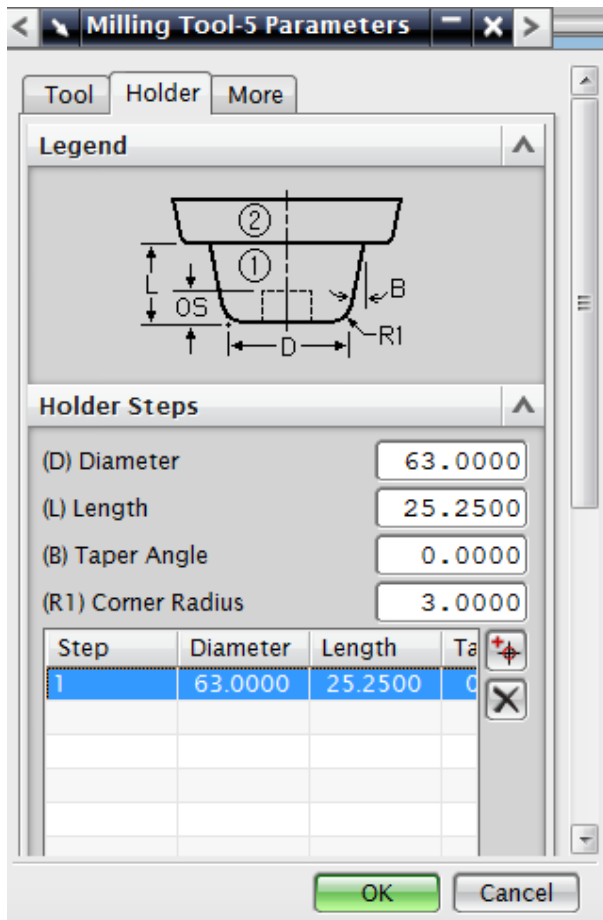 Milling Tool-5 Parameters
Tool Holder More
Legend
②
①
L
OS
B
R1
D
Holder Steps
(D) Diameter 63.0000
(L) Length 25.2500
(B) Taper Angle 0.0000
(R1) Corner Radius 3.0000
Step Diameter Length Ta
1 63.0000 25.2500 0
OK Cancel